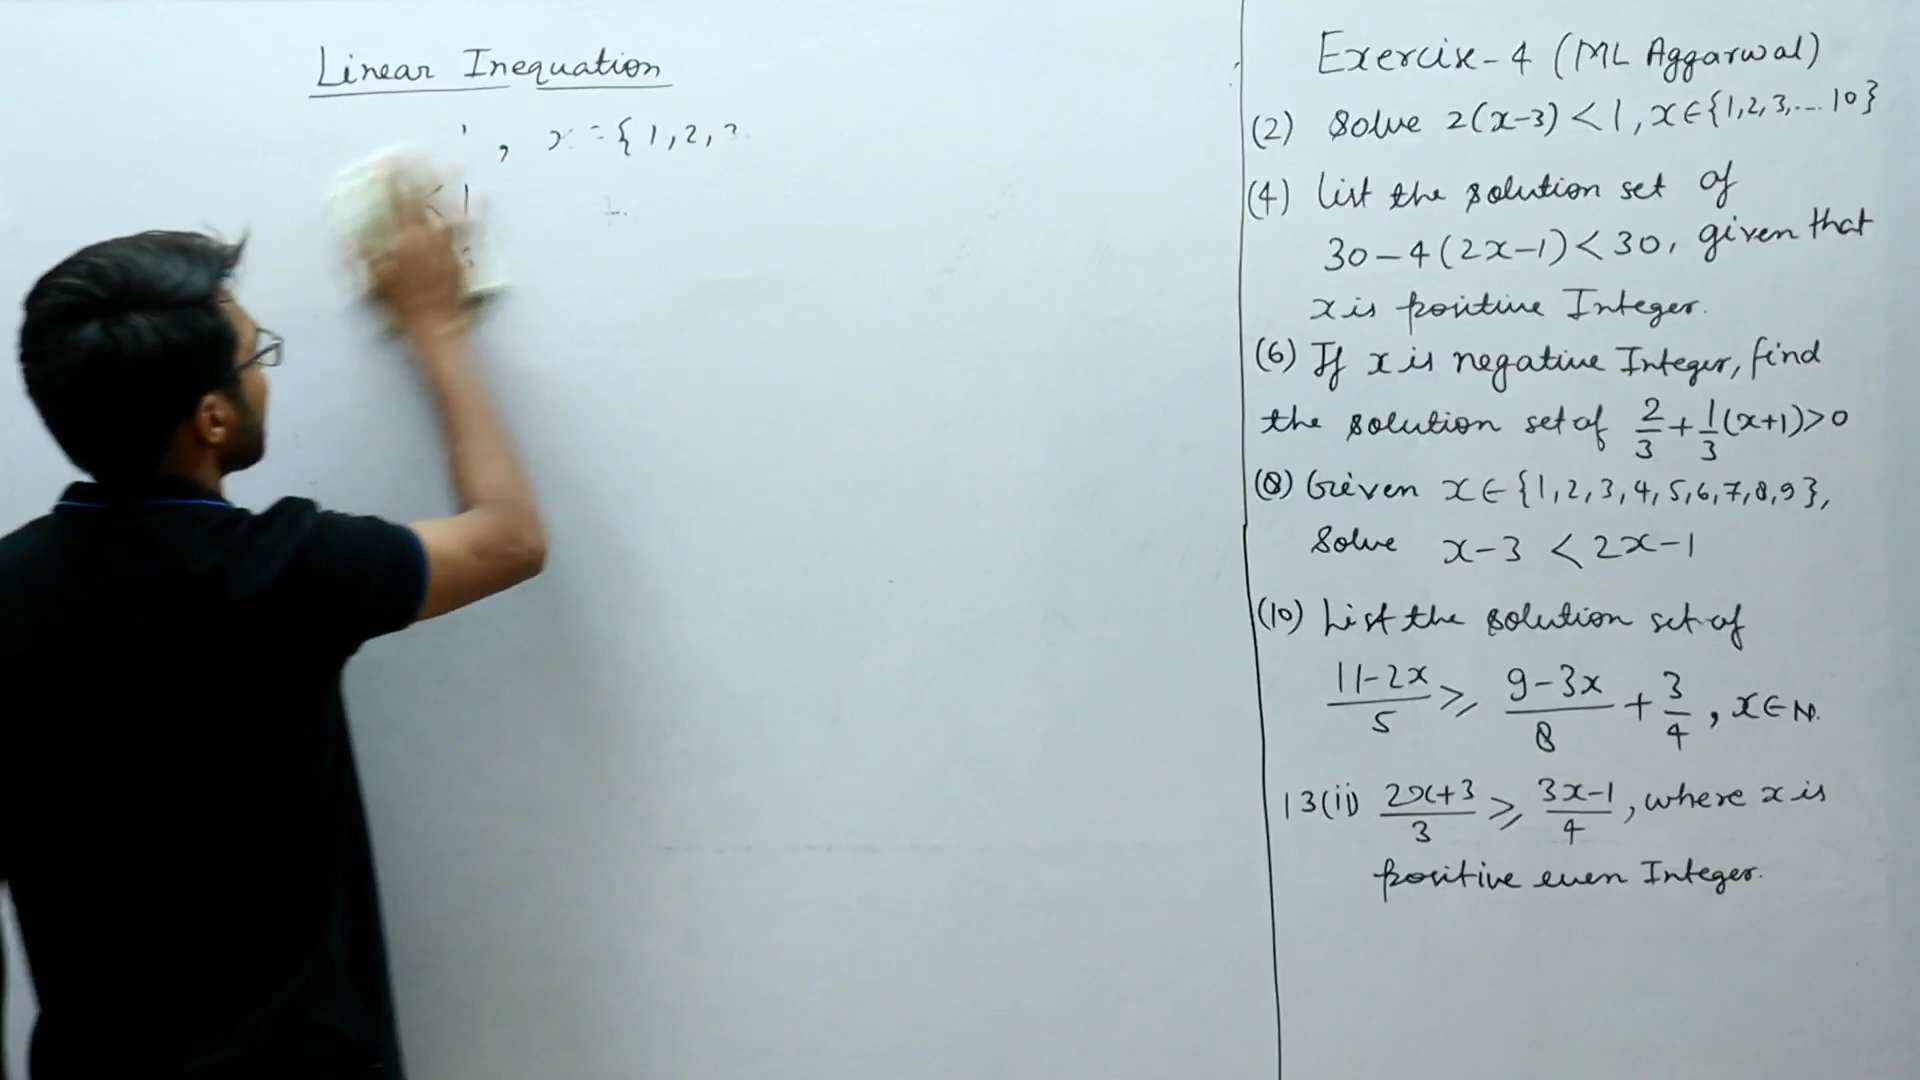 Linear Inequation
, x = {1, 2, 3
< 1
Exercise-4 (ML Aggarwal)
(2) Solve 2(x-3) < 1, x∈{1,2,3,....10}
(4) List the solution set of
30-4(2x-1) < 30, given that
x is positive Integer.
(6) If x is negative Integer, find
the solution set of 2/3 + 1/3(x+1)>0
(8) Given x∈{1,2,3,4,5,6,7,8,9},
Solve x-3 < 2x-1
(10) List the solution set of
11-2x/5 ⩾ 9-3x/8 + 3/4, x∈N.
13(ii) 2x+3/3 ⩾ 3x-1/4, where x is
positive even Integer.